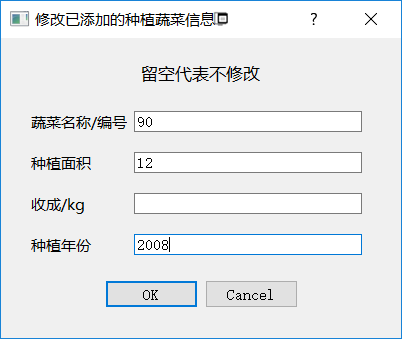 修改已添加的种植蔬菜信息
?
留空代表不修改
蔬菜名称/编号 90
种植面积 12
收成/kg
种植年份 2008
OK Cancel